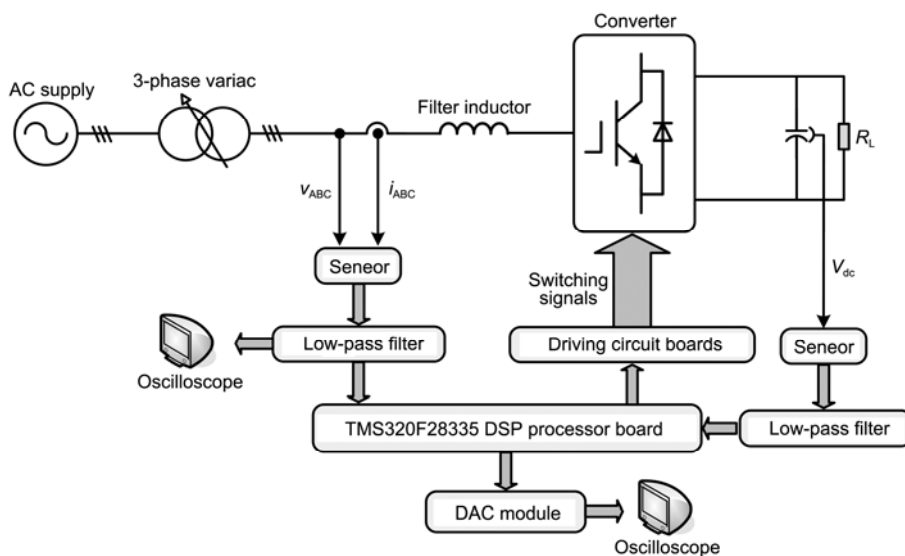 Converter
3-phase variac
AC supply
Filter inductor
R_L
v_ABC
i_ABC
V_dc
Seneor
Switching
signals
Low-pass filter
Driving circuit boards
Seneor
Oscilloscope
TMS320F28335 DSP processor board
Low-pass filter
DAC module
Oscilloscope